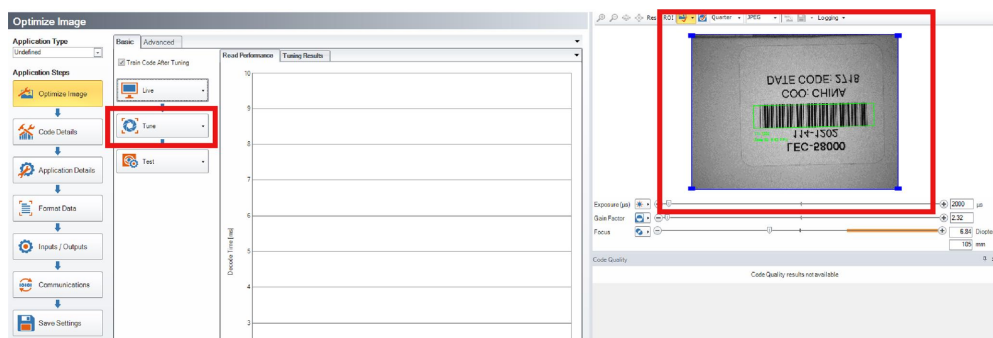 Optimize Image
Application Type
Undefined
Application Steps
Optimize Image
Code Details
Application Details
Format Data
Inputs / Outputs
Communications
Save Settings
Basic Advanced
Train Code After Tuning
Live
Tune
Test
Read Performance Tuning Results
10
9
8
7
6
5
4
3
Decode Time [ms]
ROI Quarter JPEG Logging
DATE CODE: 2718
COO: CHINA
114-1202
LEC-58000
Exposure (µs) 2000 µs
Gain Factor 2.32
Focus 6.84 Diopter
105 mm
Code Quality
Code Quality results not available